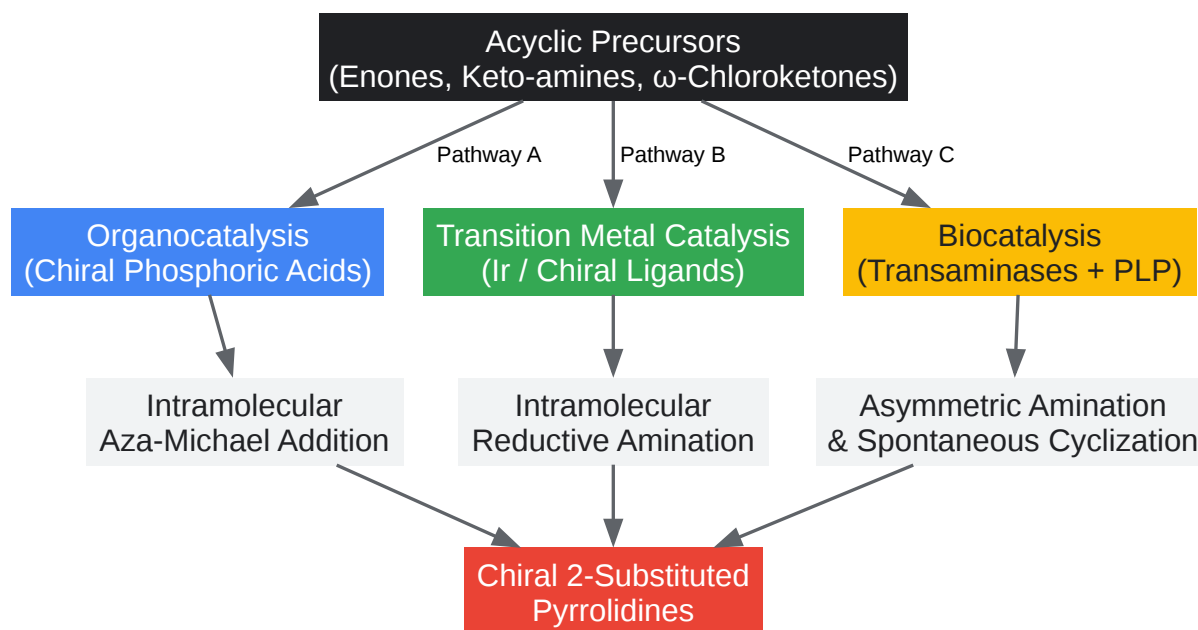 Acyclic Precursors
(Enones, Keto-amines, ω-Chloroketones)
Pathway A
Pathway B
Pathway C
Organocatalysis
(Chiral Phosphoric Acids)
Transition Metal Catalysis
(Ir / Chiral Ligands)
Biocatalysis
(Transaminases + PLP)
Intramolecular
Aza-Michael Addition
Intramolecular
Reductive Amination
Asymmetric Amination
& Spontaneous Cyclization
Chiral 2-Substituted
Pyrrolidines